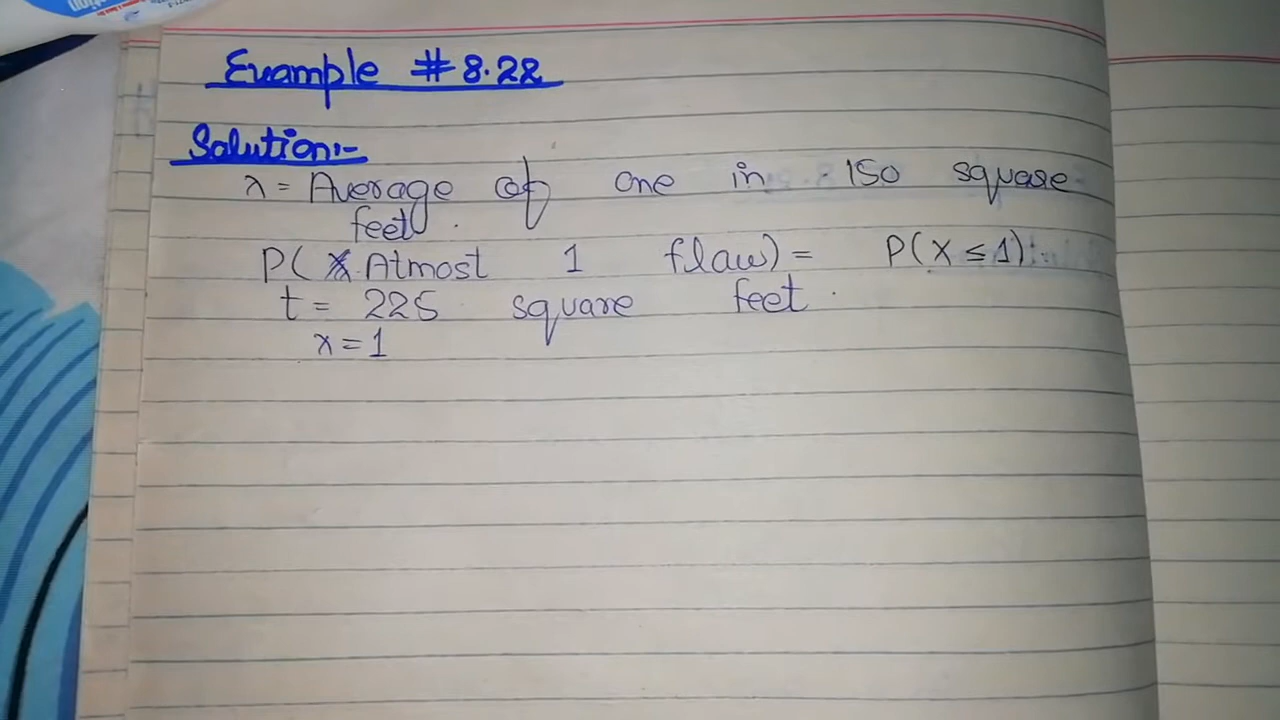 Example # 8.28
Solution:-
λ = Average of one in 150 square
feet.
P( Atmost 1 flaw) = P(X ≤ 1)
t = 225 square feet.
x = 1